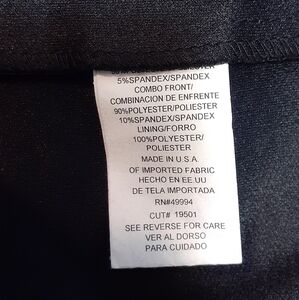 5%SPANDEX/SPANDEX
COMBO FRONT/
COMBINACION DE ENFRENTE
90%POLYESTER/POLIESTER
10%SPANDEX/SPANDEX
LINING/FORRO
100%POLYESTER/
POLIESTER
MADE IN U.S.A.
OF IMPORTED FABRIC
HECHO EN EE.UU
DE TELA IMPORTADA
RN#49994
CUT# 19501
SEE REVERSE FOR CARE
VER AL DORSO
PARA CUIDADO